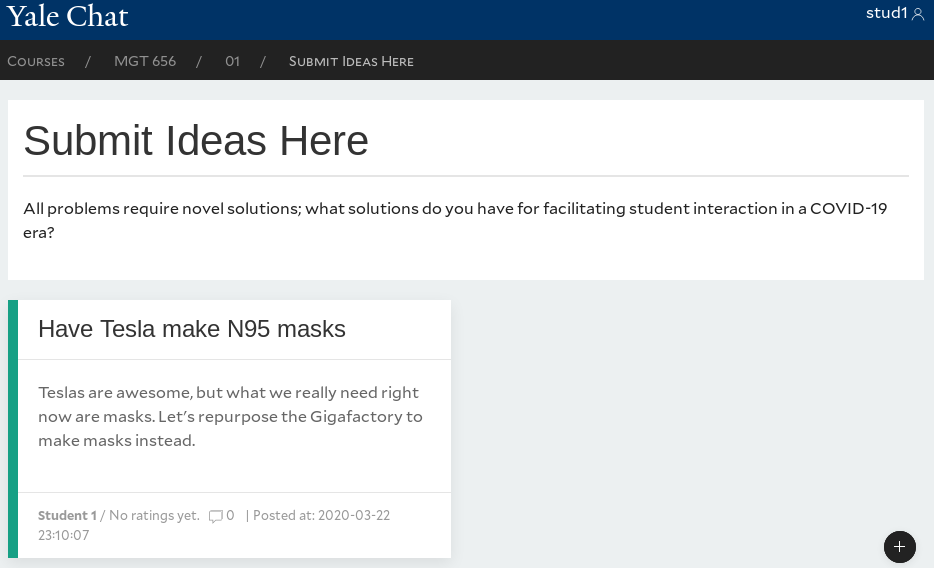 Yale Chat
stud1
Courses / MGT 656 / 01 / Submit Ideas Here
Submit Ideas Here
All problems require novel solutions; what solutions do you have for facilitating student interaction in a COVID-19
era?
Have Tesla make N95 masks
Teslas are awesome, but what we really need right
now are masks. Let's repurpose the Gigafactory to
make masks instead.
Student 1 / No ratings yet. 0 | Posted at: 2020-03-22
23:10:07